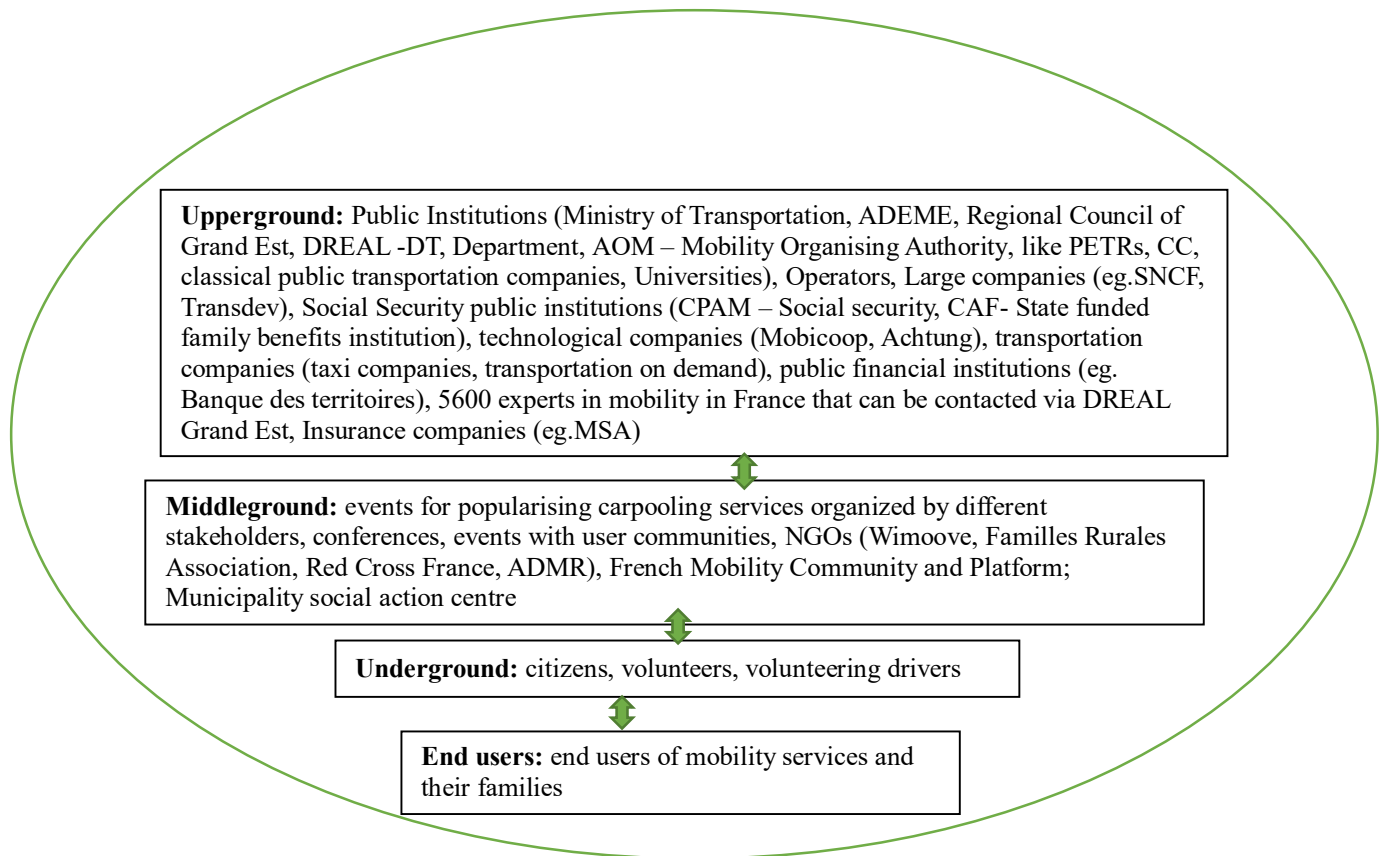 Upperground: Public Institutions (Ministry of Transportation, ADEME, Regional Council of
Grand Est, DREAL -DT, Department, AOM – Mobility Organising Authority, like PETRs, CC,
classical public transportation companies, Universities), Operators, Large companies (eg.SNCF,
Transdev), Social Security public institutions (CPAM – Social security, CAF- State funded
family benefits institution), technological companies (Mobicoop, Achtung), transportation
companies (taxi companies, transportation on demand), public financial institutions (eg.
Banque des territoires), 5600 experts in mobility in France that can be contacted via DREAL
Grand Est, Insurance companies (eg.MSA)
Middleground: events for popularising carpooling services organized by different
stakeholders, conferences, events with user communities, NGOs (Wimoove, Familles Rurales
Association, Red Cross France, ADMR), French Mobility Community and Platform;
Municipality social action centre
Underground: citizens, volunteers, volunteering drivers
End users: end users of mobility services and
their families